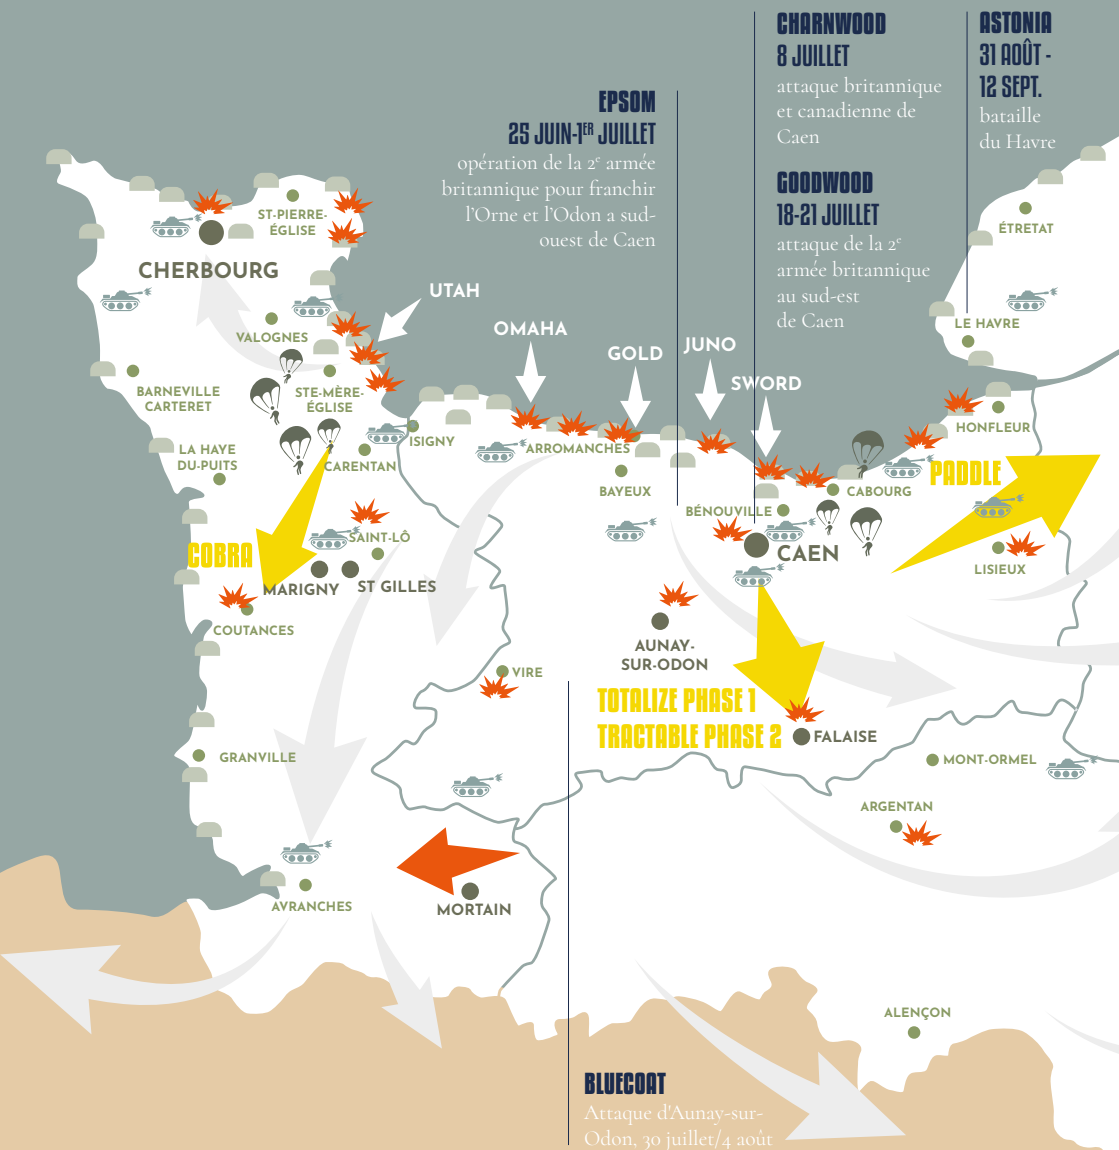 CHARNWOOD
8 JUILLET
attaque britannique
et canadienne de
Caen
ASTONIA
31 AOÛT -
12 SEPT.
bataille
du Havre
EPSOM
25 JUIN-1ER JUILLET
opération de la 2e armée
britannique pour franchir
l'Orne et l'Odon a sud-
ouest de Caen
GOODWOOD
18-21 JUILLET
attaque de la 2e
armée britannique
au sud-est
de Caen
ST-PIERRE-
ÉGLISE
ÉTRETAT
CHERBOURG
UTAH
OMAHA
LE HAVRE
VALOGNES
GOLD
JUNO
SWORD
BARNEVILLE
CARTERET
STE-MÈRE-
ÉGLISE
HONFLEUR
ISIGNY
ARROMANCHES
LA HAYE
DU-PUITS
CARENTAN
PADDLE
BAYEUX
CABOURG
BÉNOUVILLE
SAINT-LÔ
COBRA
CAEN
LISIEUX
MARIGNY
ST GILLES
COUTANCES
AUNAY-
SUR-ODON
VIRE
TOTALIZE PHASE 1
TRACTABLE PHASE 2
FALAISE
GRANVILLE
MONT-ORMEL
ARGENTAN
AVRANCHES
MORTAIN
ALENÇON
BLUECOAT
Attaque d'Aunay-sur-
Odon, 30 juillet/4 août